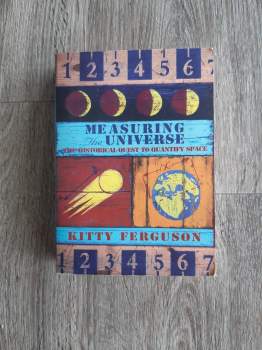 1 2 3 4 5 6
MEASURING
the UNIVERSE
THE HISTORICAL QUEST TO QUANTIFY SPACE
KITTY FERGUSON
1 2 3 4 5 6 7